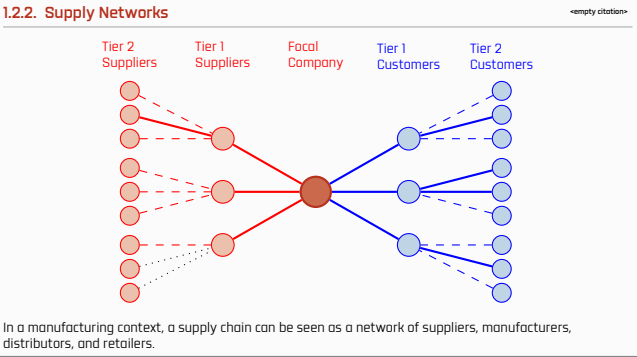 1.2.2. Supply Networks
<empty citation>
Tier 2
Suppliers
Tier 1
Suppliers
Focal
Company
Tier 1
Customers
Tier 2
Customers
In a manufacturing context, a supply chain can be seen as a network of suppliers, manufacturers,
distributors, and retailers.